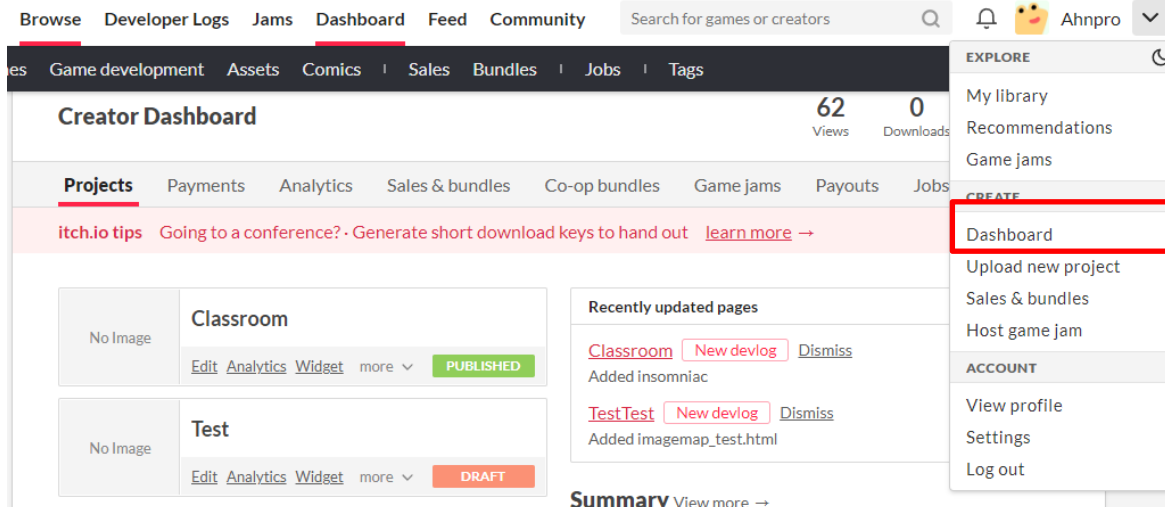 Browse Developer Logs Jams Dashboard Feed Community Search for games or creators Ahnpro
Game development Assets Comics Sales Bundles Jobs Tags
Creator Dashboard
62 Views
0 Downloads
Projects Payments Analytics Sales & bundles Co-op bundles Game jams Payouts Jobs
itch.io tips Going to a conference? · Generate short download keys to hand out learn more →
No Image
Classroom
Edit Analytics Widget more PUBLISHED
No Image
Test
Edit Analytics Widget more DRAFT
Recently updated pages
Classroom New devlog Dismiss
Added insomniac
TestTest New devlog Dismiss
Added imagemap_test.html
Summary View more →
EXPLORE
My library
Recommendations
Game jams
CREATE
Dashboard
Upload new project
Sales & bundles
Host game jam
ACCOUNT
View profile
Settings
Log out